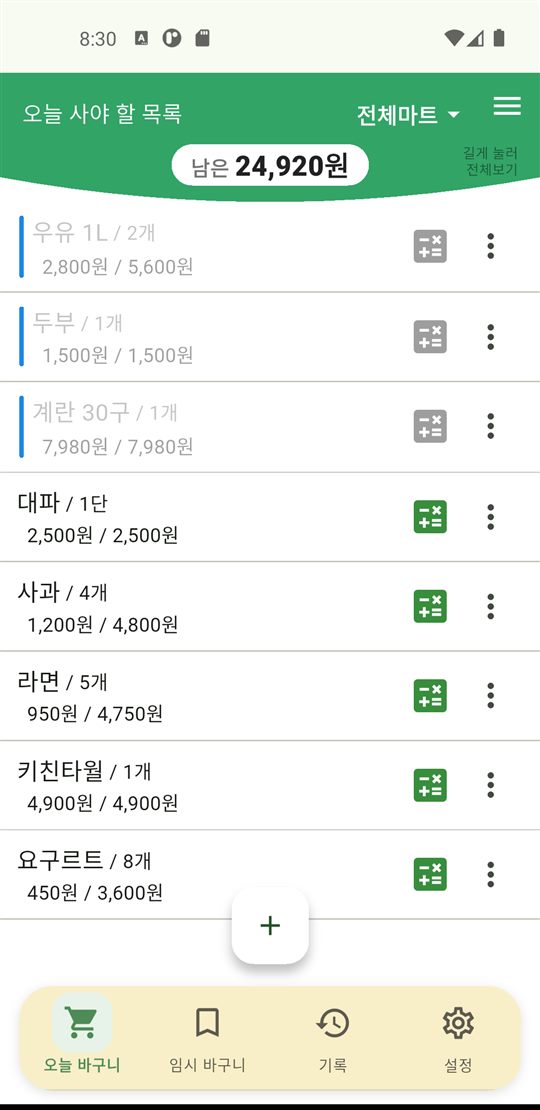 8:30
오늘 사야 할 목록
전체마트
남은 24,920원
길게 눌러
전체보기
우유 1L / 2개
2,800원 / 5,600원
두부 / 1개
1,500원 / 1,500원
계란 30구 / 1개
7,980원 / 7,980원
대파 / 1단
2,500원 / 2,500원
사과 / 4개
1,200원 / 4,800원
라면 / 5개
950원 / 4,750원
키친타월 / 1개
4,900원 / 4,900원
요구르트 / 8개
450원 / 3,600원
+
오늘 바구니
임시 바구니
기록
설정